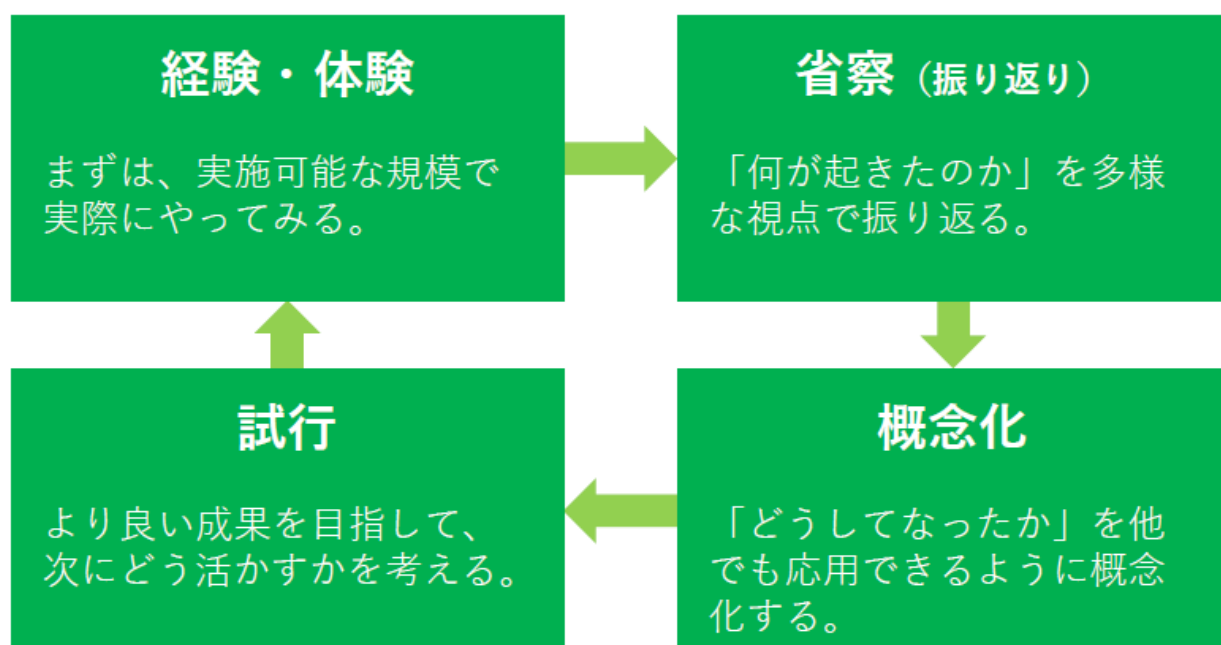 経験・体験
まずは、実施可能な規模で
実際にやってみる。
省察（振り返り）
「何が起きたのか」を多様
な視点で振り返る。
概念化
「どうしてなったか」を他
でも応用できるように概念
化する。
試行
より良い成果を目指して、
次にどう活かすかを考える。